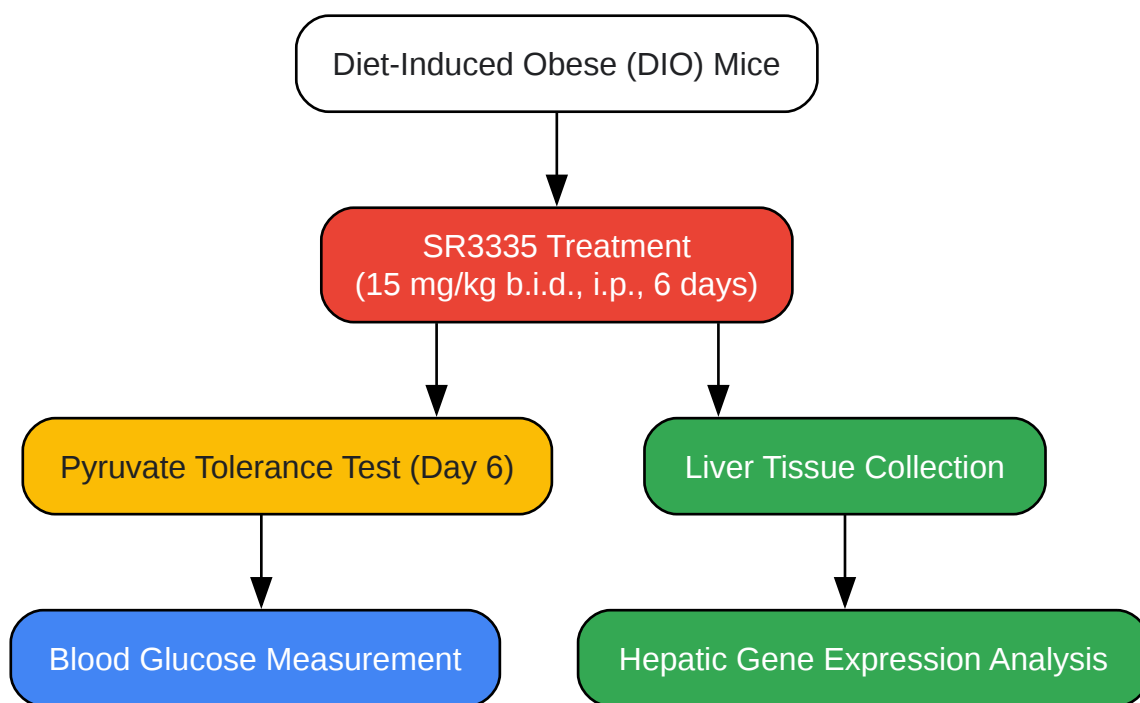 Diet-Induced Obese (DIO) Mice
SR3335 Treatment
(15 mg/kg b.i.d., i.p., 6 days)
Pyruvate Tolerance Test (Day 6)
Liver Tissue Collection
Blood Glucose Measurement
Hepatic Gene Expression Analysis